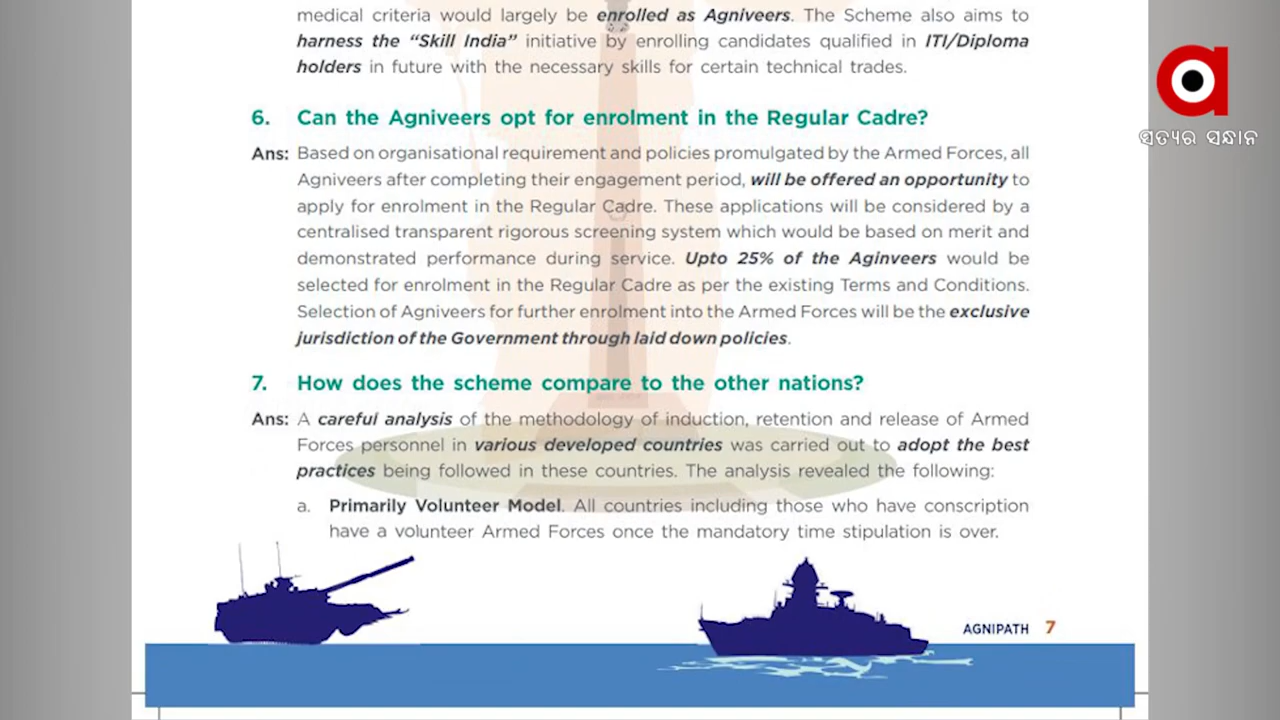 medical criteria would largely be enrolled as Agniveers. The Scheme also aims to
harness the “Skill India” initiative by enrolling candidates qualified in ITI/Diploma
holders in future with the necessary skills for certain technical trades.
6. Can the Agniveers opt for enrolment in the Regular Cadre?
Ans: Based on organisational requirement and policies promulgated by the Armed Forces, all
Agniveers after completing their engagement period, will be offered an opportunity to
apply for enrolment in the Regular Cadre. These applications will be considered by a
centralised transparent rigorous screening system which would be based on merit and
demonstrated performance during service. Upto 25% of the Aginveers would be
selected for enrolment in the Regular Cadre as per the existing Terms and Conditions.
Selection of Agniveers for further enrolment into the Armed Forces will be the exclusive
jurisdiction of the Government through laid down policies.
7. How does the scheme compare to the other nations?
Ans: A careful analysis of the methodology of induction, retention and release of Armed
Forces personnel in various developed countries was carried out to adopt the best
practices being followed in these countries. The analysis revealed the following:
a. Primarily Volunteer Model. All countries including those who have conscription
have a volunteer Armed Forces once the mandatory time stipulation is over.
AGNIPATH 7
ସତ୍ୟର ସନ୍ଧାନ